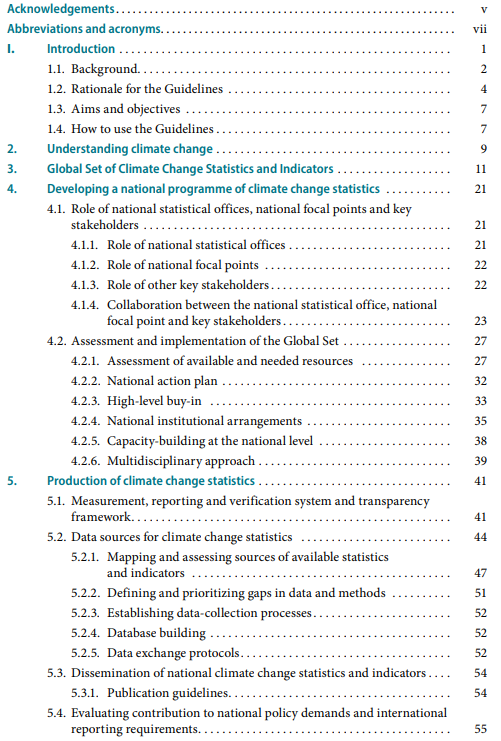 Acknowledgements. . . . . . . . . . . . . . . . . . . . . . . . . . . . . . . . . . . . . . . . v
Abbreviations and acronyms. . . . . . . . . . . . . . . . . . . . . . . . . . . . . . . . . . vii
I. Introduction . . . . . . . . . . . . . . . . . . . . . . . . . . . . . . . . . . . . . . . . 1
1.1. Background. . . . . . . . . . . . . . . . . . . . . . . . . . . . . . . . . . . . . . . . 2
1.2. Rationale for the Guidelines . . . . . . . . . . . . . . . . . . . . . . . . . . . . 4
1.3. Aims and objectives . . . . . . . . . . . . . . . . . . . . . . . . . . . . . . . . . 7
1.4. How to use the Guidelines . . . . . . . . . . . . . . . . . . . . . . . . . . . . . 7
2. Understanding climate change . . . . . . . . . . . . . . . . . . . . . . . . . . . . 9
3. Global Set of Climate Change Statistics and Indicators . . . . . . . . . . . . . . 11
4. Developing a national programme of climate change statistics . . . . . . . . . . 21
4.1. Role of national statistical offices, national focal points and key
stakeholders . . . . . . . . . . . . . . . . . . . . . . . . . . . . . . . . . . . . . . 21
4.1.1. Role of national statistical offices . . . . . . . . . . . . . . . . . . . . . . 21
4.1.2. Role of national focal points . . . . . . . . . . . . . . . . . . . . . . . . . 22
4.1.3. Role of other key stakeholders . . . . . . . . . . . . . . . . . . . . . . . . 22
4.1.4. Collaboration between the national statistical office, national
focal point and key stakeholders . . . . . . . . . . . . . . . . . . . . . . . 23
4.2. Assessment and implementation of the Global Set . . . . . . . . . . . . . . . 27
4.2.1. Assessment of available and needed resources . . . . . . . . . . . . 27
4.2.2. National action plan . . . . . . . . . . . . . . . . . . . . . . . . . . . . . . 32
4.2.3. High-level buy-in . . . . . . . . . . . . . . . . . . . . . . . . . . . . . . . . 33
4.2.4. National institutional arrangements . . . . . . . . . . . . . . . . . . . 35
4.2.5. Capacity-building at the national level . . . . . . . . . . . . . . . . . 38
4.2.6. Multidisciplinary approach . . . . . . . . . . . . . . . . . . . . . . . . . 39
5. Production of climate change statistics . . . . . . . . . . . . . . . . . . . . . . . 41
5.1. Measurement, reporting and verification system and transparency
framework. . . . . . . . . . . . . . . . . . . . . . . . . . . . . . . . . . . . . . . . 41
5.2. Data sources for climate change statistics . . . . . . . . . . . . . . . . . . . 44
5.2.1. Mapping and assessing sources of available statistics
and indicators . . . . . . . . . . . . . . . . . . . . . . . . . . . . . . . . . . 47
5.2.2. Defining and prioritizing gaps in data and methods . . . . . . . . . 51
5.2.3. Establishing data-collection processes. . . . . . . . . . . . . . . . . . . 52
5.2.4. Database building . . . . . . . . . . . . . . . . . . . . . . . . . . . . . . . 52
5.2.5. Data exchange protocols. . . . . . . . . . . . . . . . . . . . . . . . . . . . 52
5.3. Dissemination of national climate change statistics and indicators . . . . 54
5.3.1. Publication guidelines. . . . . . . . . . . . . . . . . . . . . . . . . . . . . 54
5.4. Evaluating contribution to national policy demands and international
reporting requirements. . . . . . . . . . . . . . . . . . . . . . . . . . . . . . . . 55